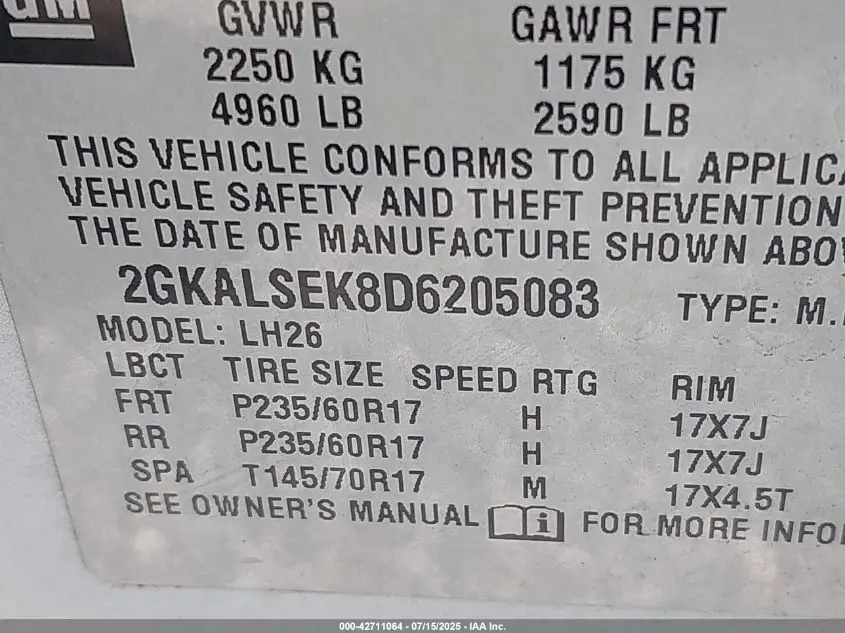 GM
GVWR GAWR FRT
2250 KG 1175 KG
4960 LB 2590 LB
THIS VEHICLE CONFORMS TO ALL APPLIC
VEHICLE SAFETY AND THEFT PREVENTION
THE DATE OF MANUFACTURE SHOWN ABO
2GKALSEK8D6205083 TYPE: M.
MODEL: LH26
LBCT TIRE SIZE SPEED RTG RIM
FRT P235/60R17 H 17X7J
RR P235/60R17 H 17X7J
SPA T145/70R17 M 17X4.5T
SEE OWNER'S MANUAL i FOR MORE INFO
000-42711064 - 07/15/2025 - IAA Inc.